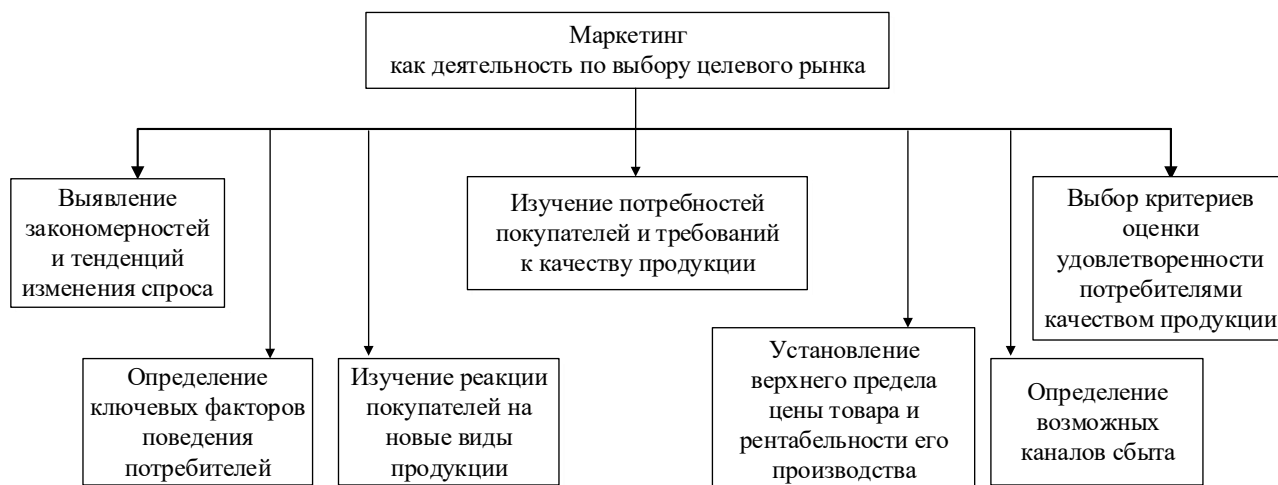 Маркетинг
как деятельность по выбору целевого рынка
Выявление
закономерностей
и тенденций
изменения спроса
Изучение потребностей
покупателей и требований
к качеству продукции
Выбор критериев
оценки
удовлетворенности
потребителями
качеством продукции
Определение
ключевых факторов
поведения
потребителей
Изучение реакции
покупателей на
новые виды
продукции
Установление
верхнего предела
цены товара и
рентабельности его
производства
Определение
возможных
каналов сбыта